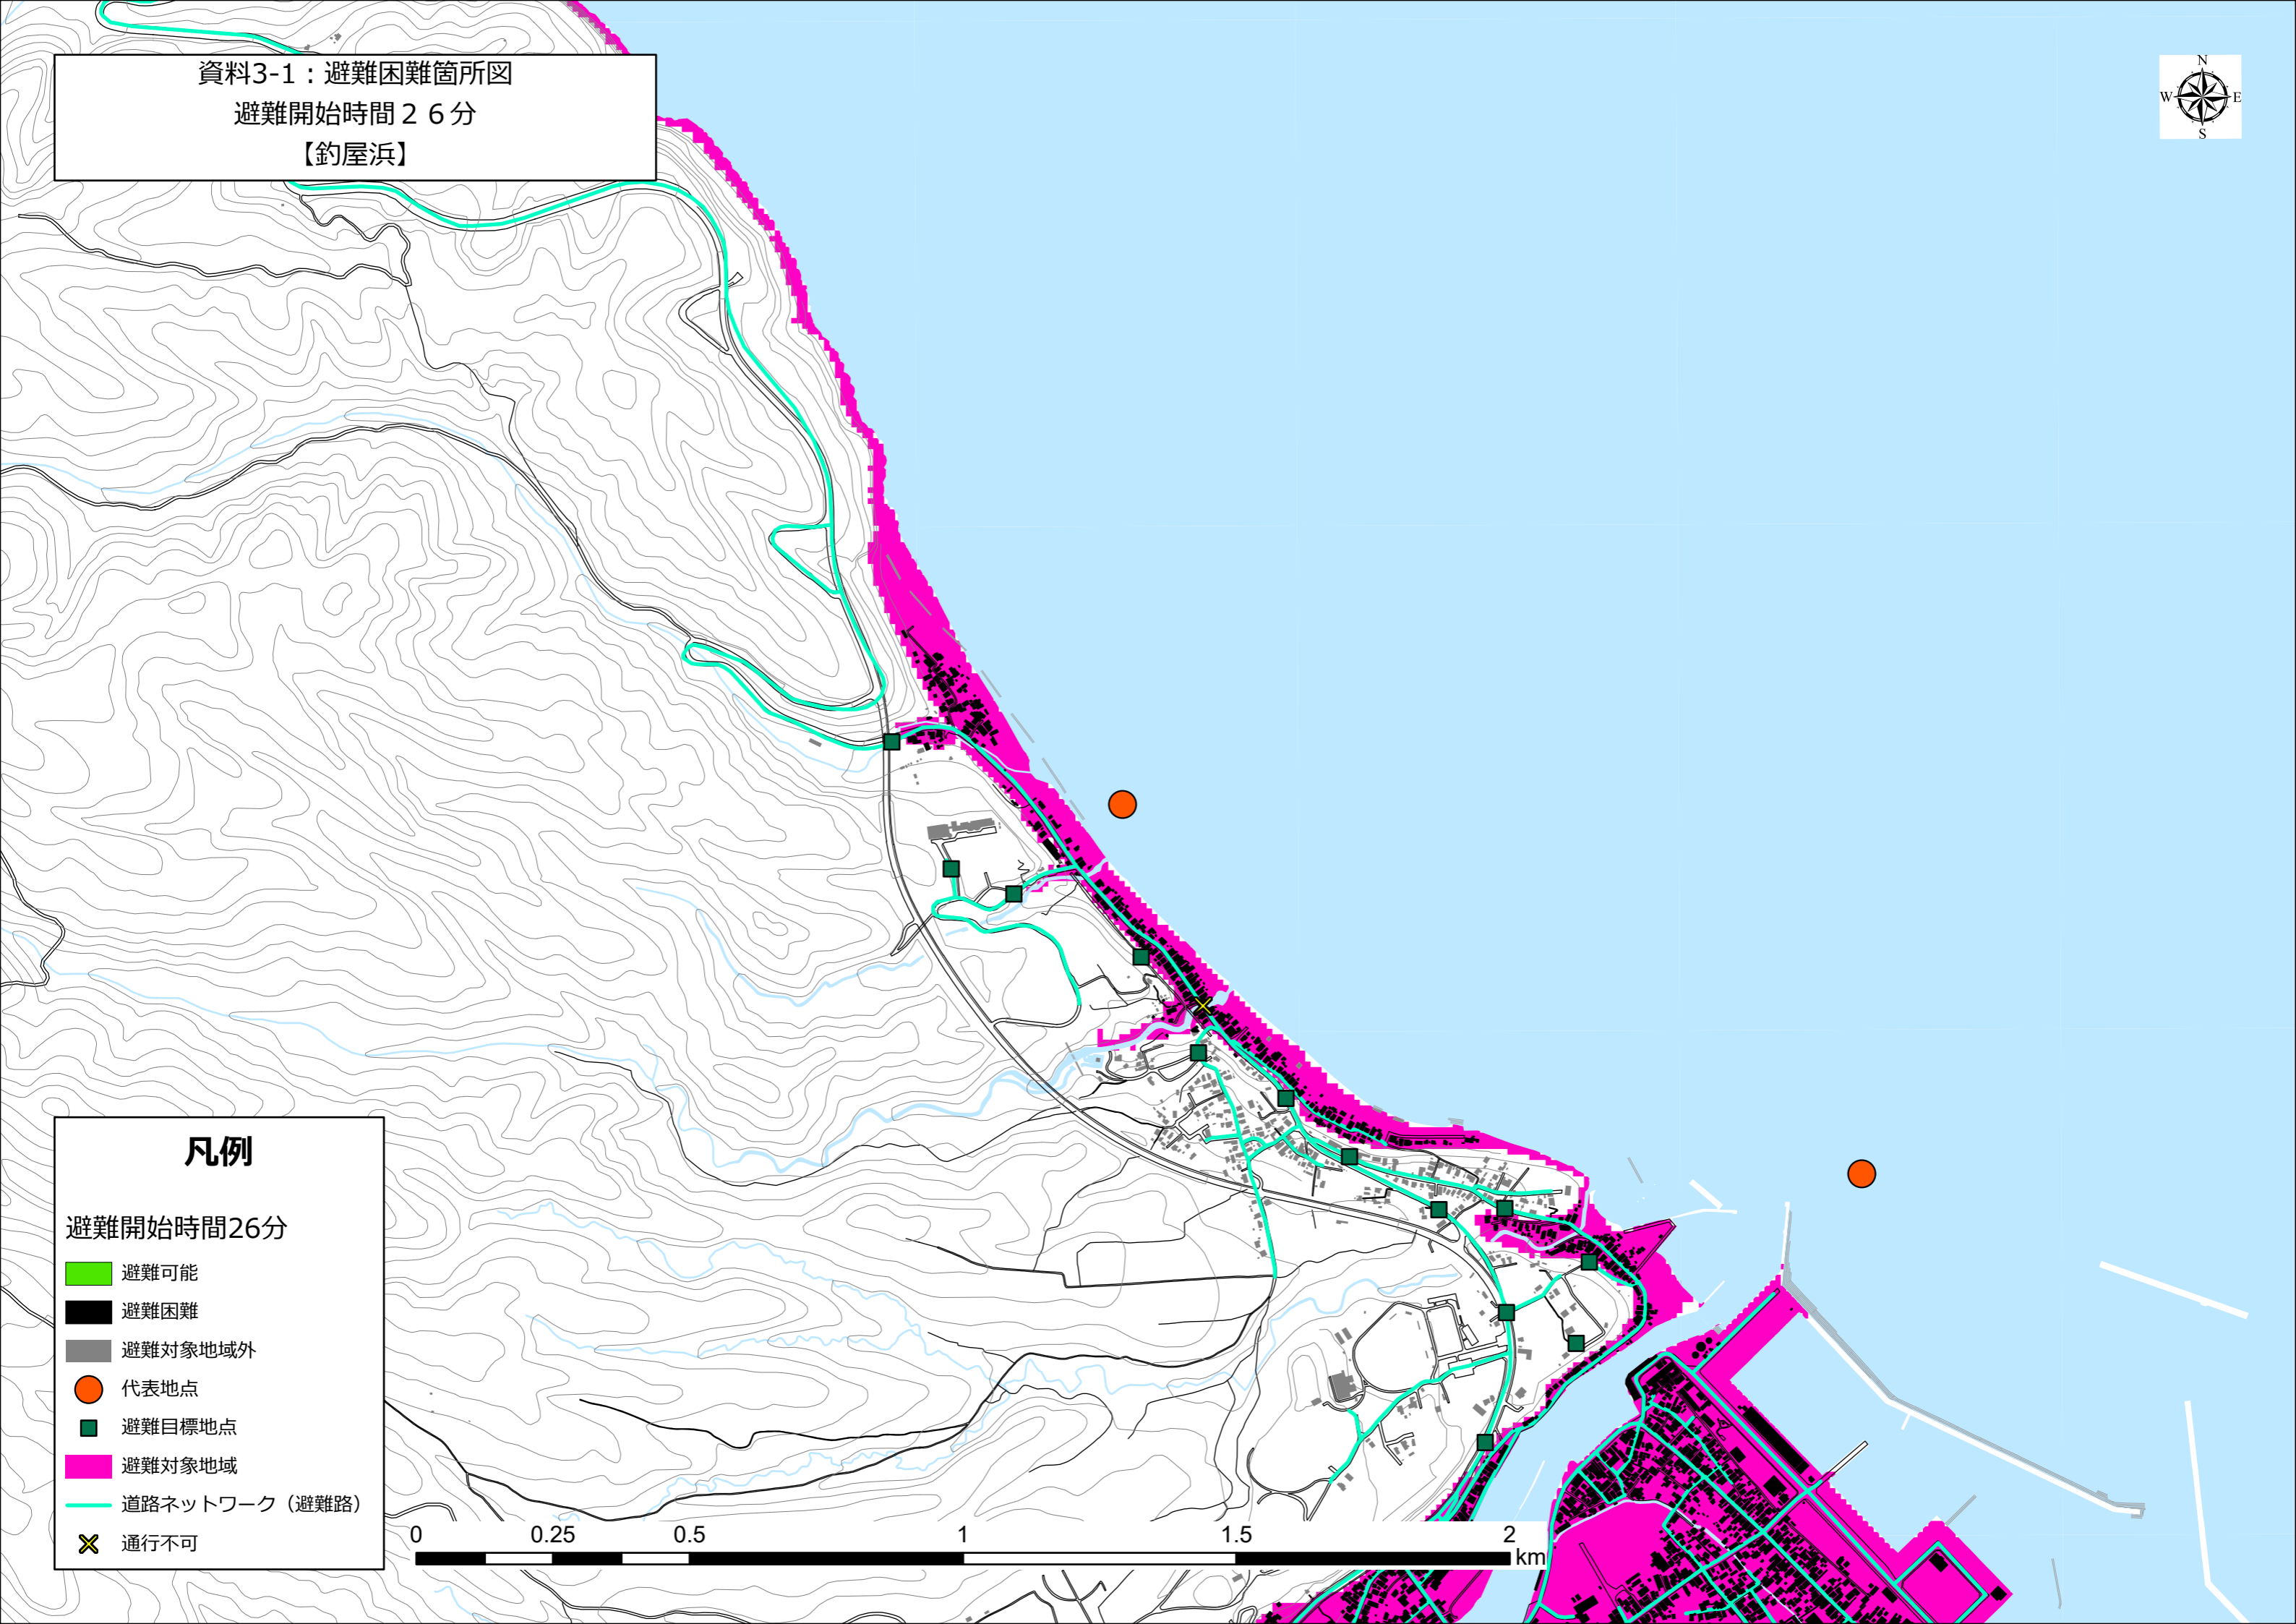 資料3-1：避難困難箇所図
避難開始時間２６分
【釣屋浜】
N
W E
S
凡例
避難開始時間26分
避難可能
避難困難
避難対象地域外
代表地点
避難目標地点
避難対象地域
道路ネットワーク（避難路）
通行不可
0 0.25 0.5 1 1.5 2
km